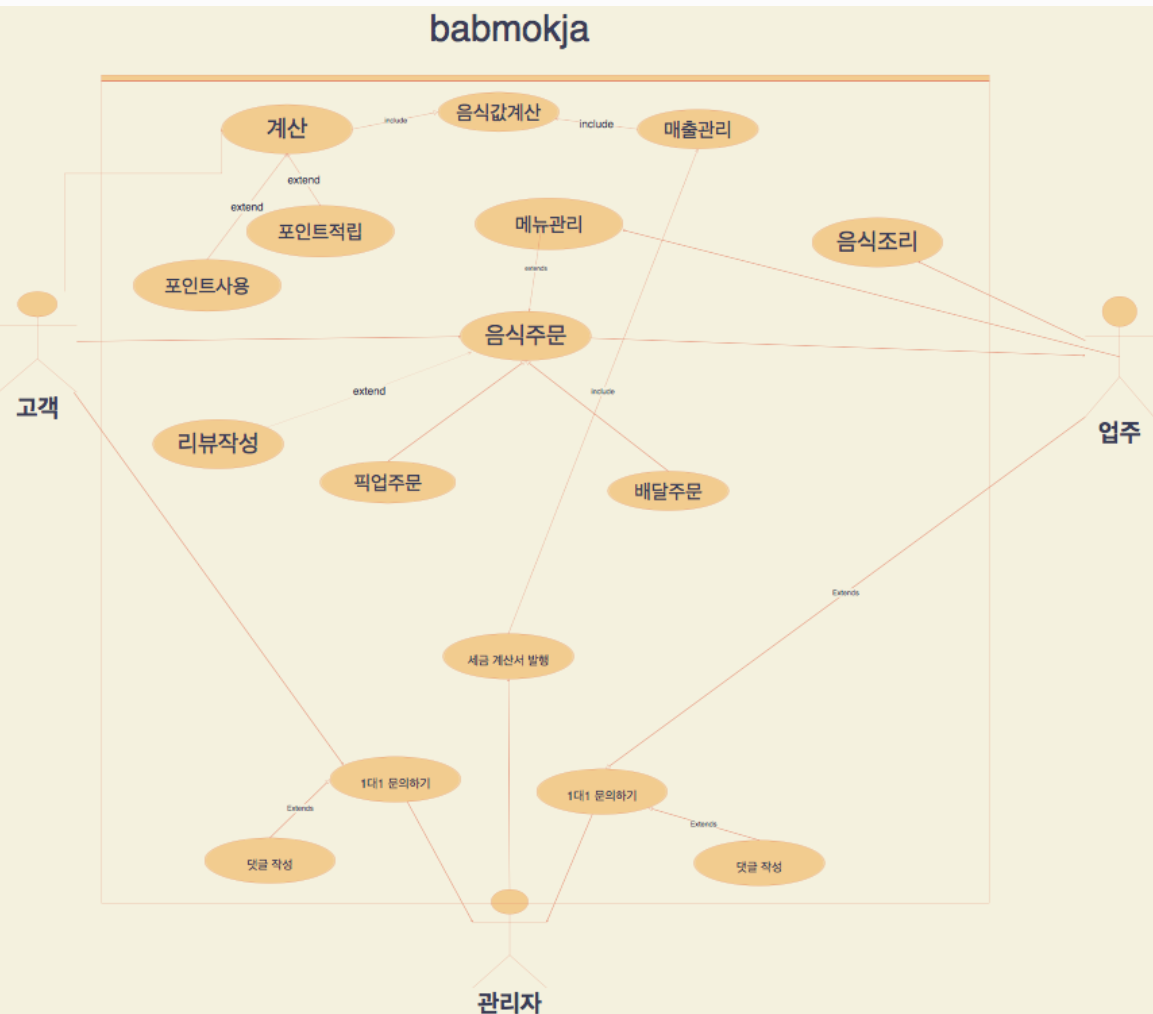 babmokja
계산
include
음식값계산
include
매출관리
extend
extend
포인트적립
포인트사용
메뉴관리
음식조리
extends
음식주문
고객
extend
include
업주
리뷰작성
픽업주문
배달주문
Extends
세금 계산서 발행
1대1 문의하기
1대1 문의하기
Extends
Extends
댓글 작성
댓글 작성
관리자